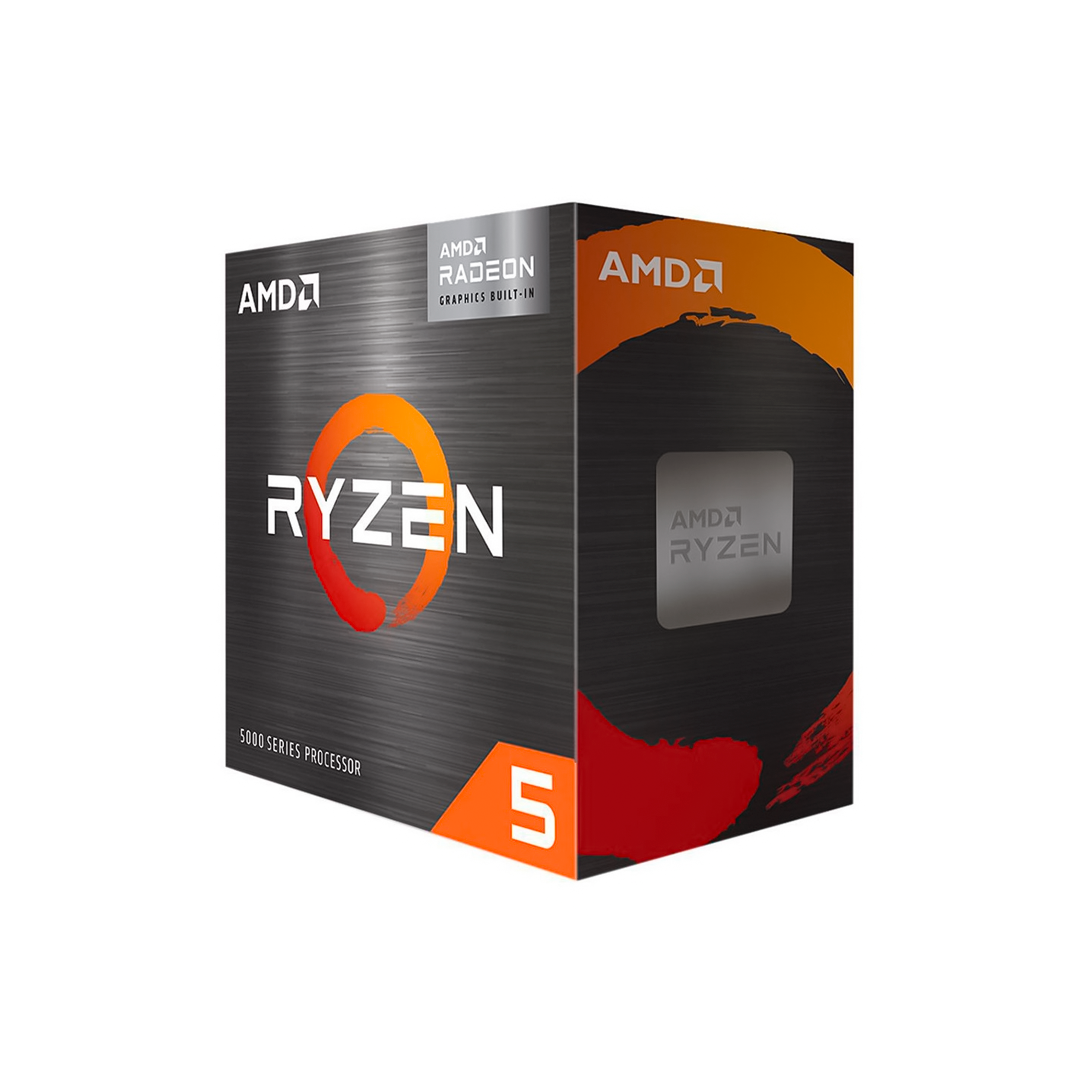 AMD
AMD
RADEON
GRAPHICS BUILT-IN
RYZEN
5000 SERIES PROCESSOR
5
AMD
AMD
RYZEN